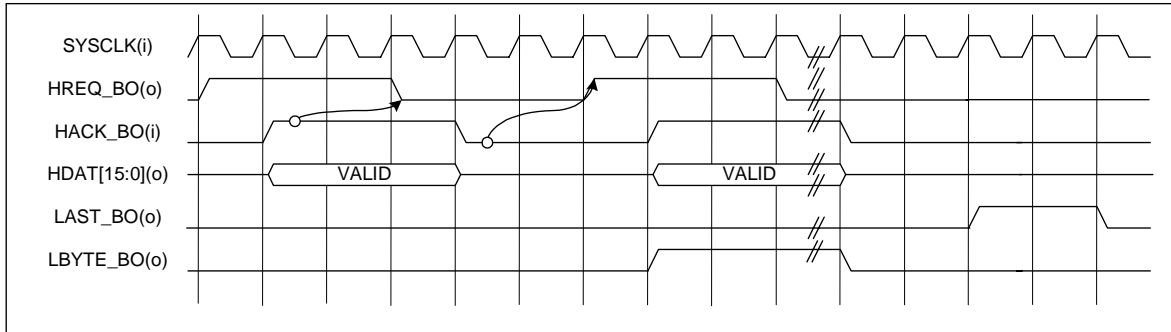 SYSCLK(i)
HREQ_BO(o)
HACK_BO(i)
HDAT[15:0](o) VALID VALID
LAST_BO(o)
LBYTE_BO(o)